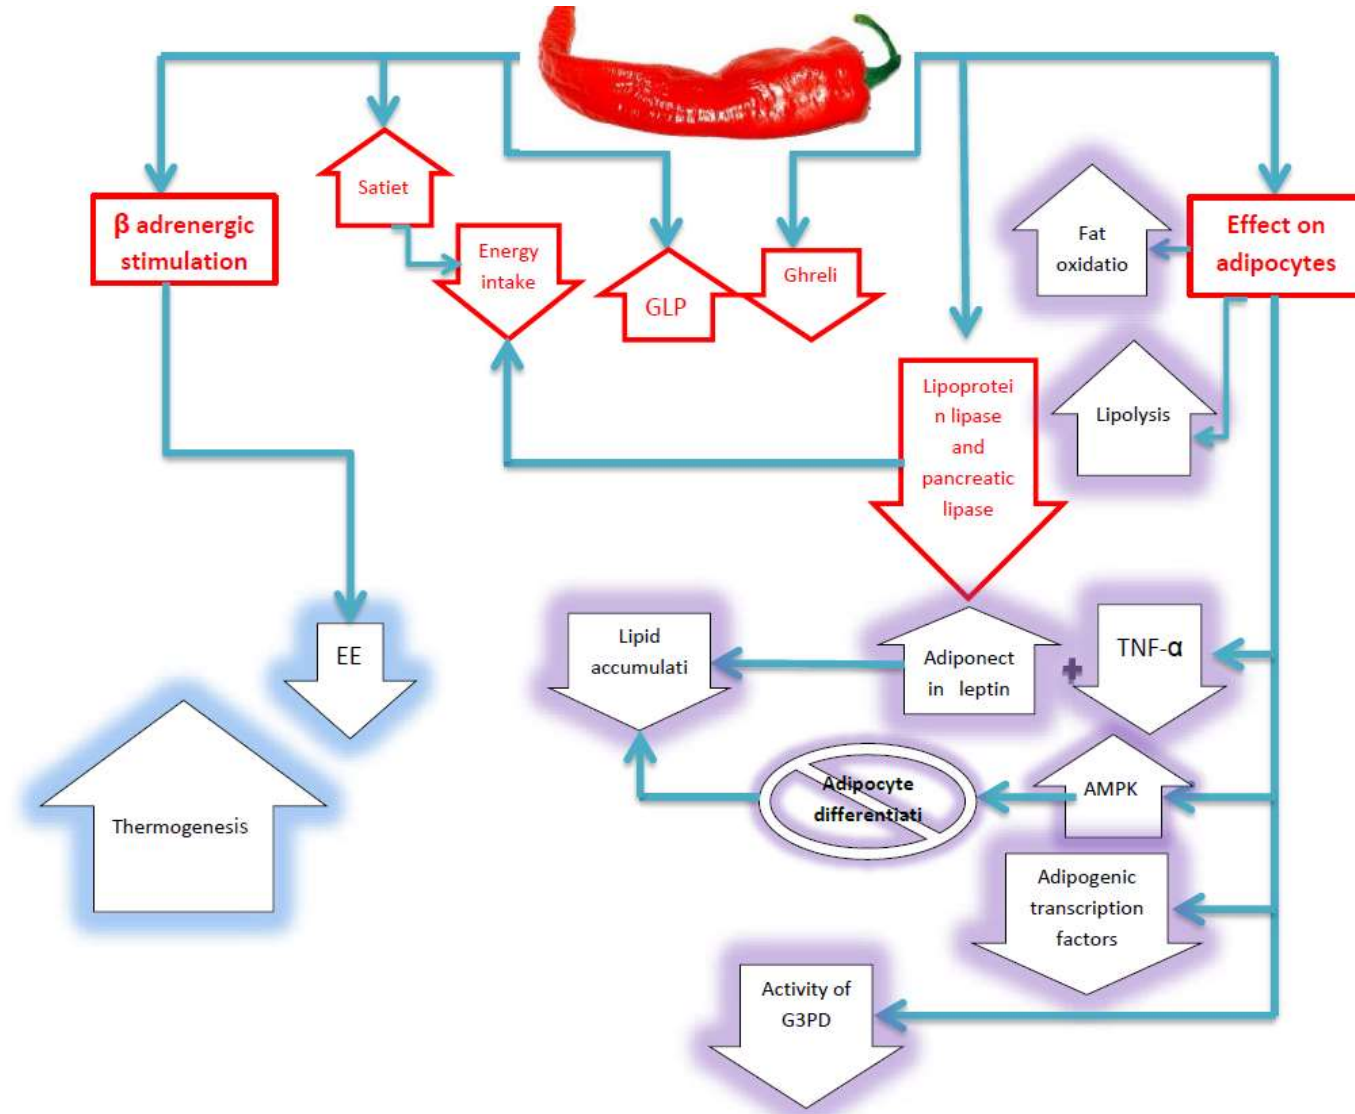 Satiet
β adrenergic
stimulation
Energy
intake
GLP
Ghreli
Fat
oxidatio
Effect on
adipocytes
Lipoprotei
n lipase
and
pancreatic
lipase
Lipolysis
EE
Thermogenesis
Lipid
accumulati
Adiponect
in leptin
+
TNF-α
Adipocyte
differentiati
AMPK
Adipogenic
transcription
factors
Activity of
G3PD